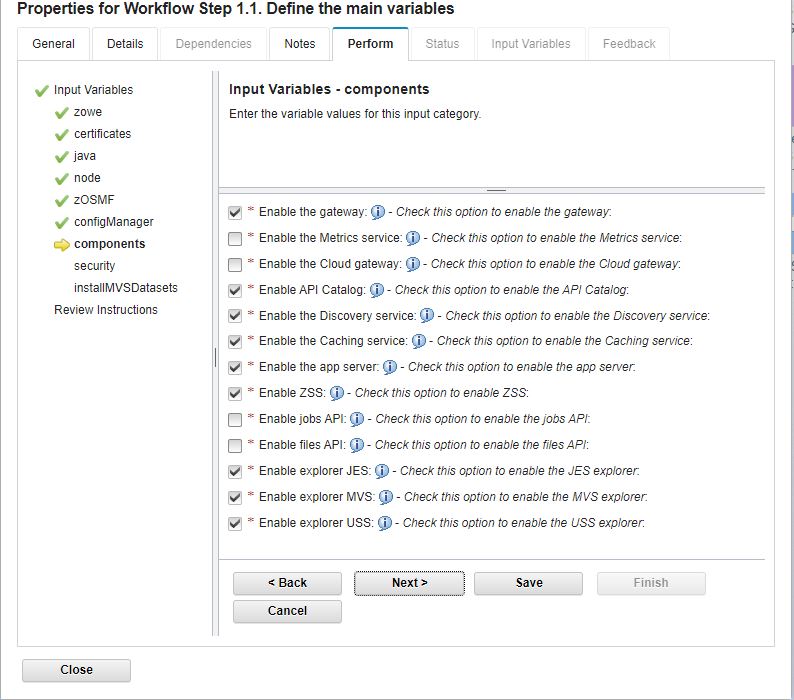 Properties for Workflow Step 1.1. Define the main variables
General Details Dependencies Notes Perform Status Input Variables Feedback
Input Variables
zowe
certificates
java
node
zOSMF
configManager
components
security
installMVSDatasets
Review Instructions
Input Variables - components
Enter the variable values for this input category.
* Enable the gateway: - Check this option to enable the gateway:
* Enable the Metrics service: - Check this option to enable the Metrics service:
* Enable the Cloud gateway: - Check this option to enable the Cloud gateway:
* Enable API Catalog: - Check this option to enable the API Catalog:
* Enable the Discovery service: - Check this option to enable the Discovery service:
* Enable the Caching service: - Check this option to enable the Caching service:
* Enable the app server: - Check this option to enable the app server:
* Enable ZSS: - Check this option to enable ZSS:
* Enable jobs API: - Check this option to enable the jobs API:
* Enable files API: - Check this option to enable the files API:
* Enable explorer JES: - Check this option to enable the JES explorer:
* Enable explorer MVS: - Check this option to enable the MVS explorer:
* Enable explorer USS: - Check this option to enable the USS explorer:
< Back Next > Save Finish
Cancel
Close